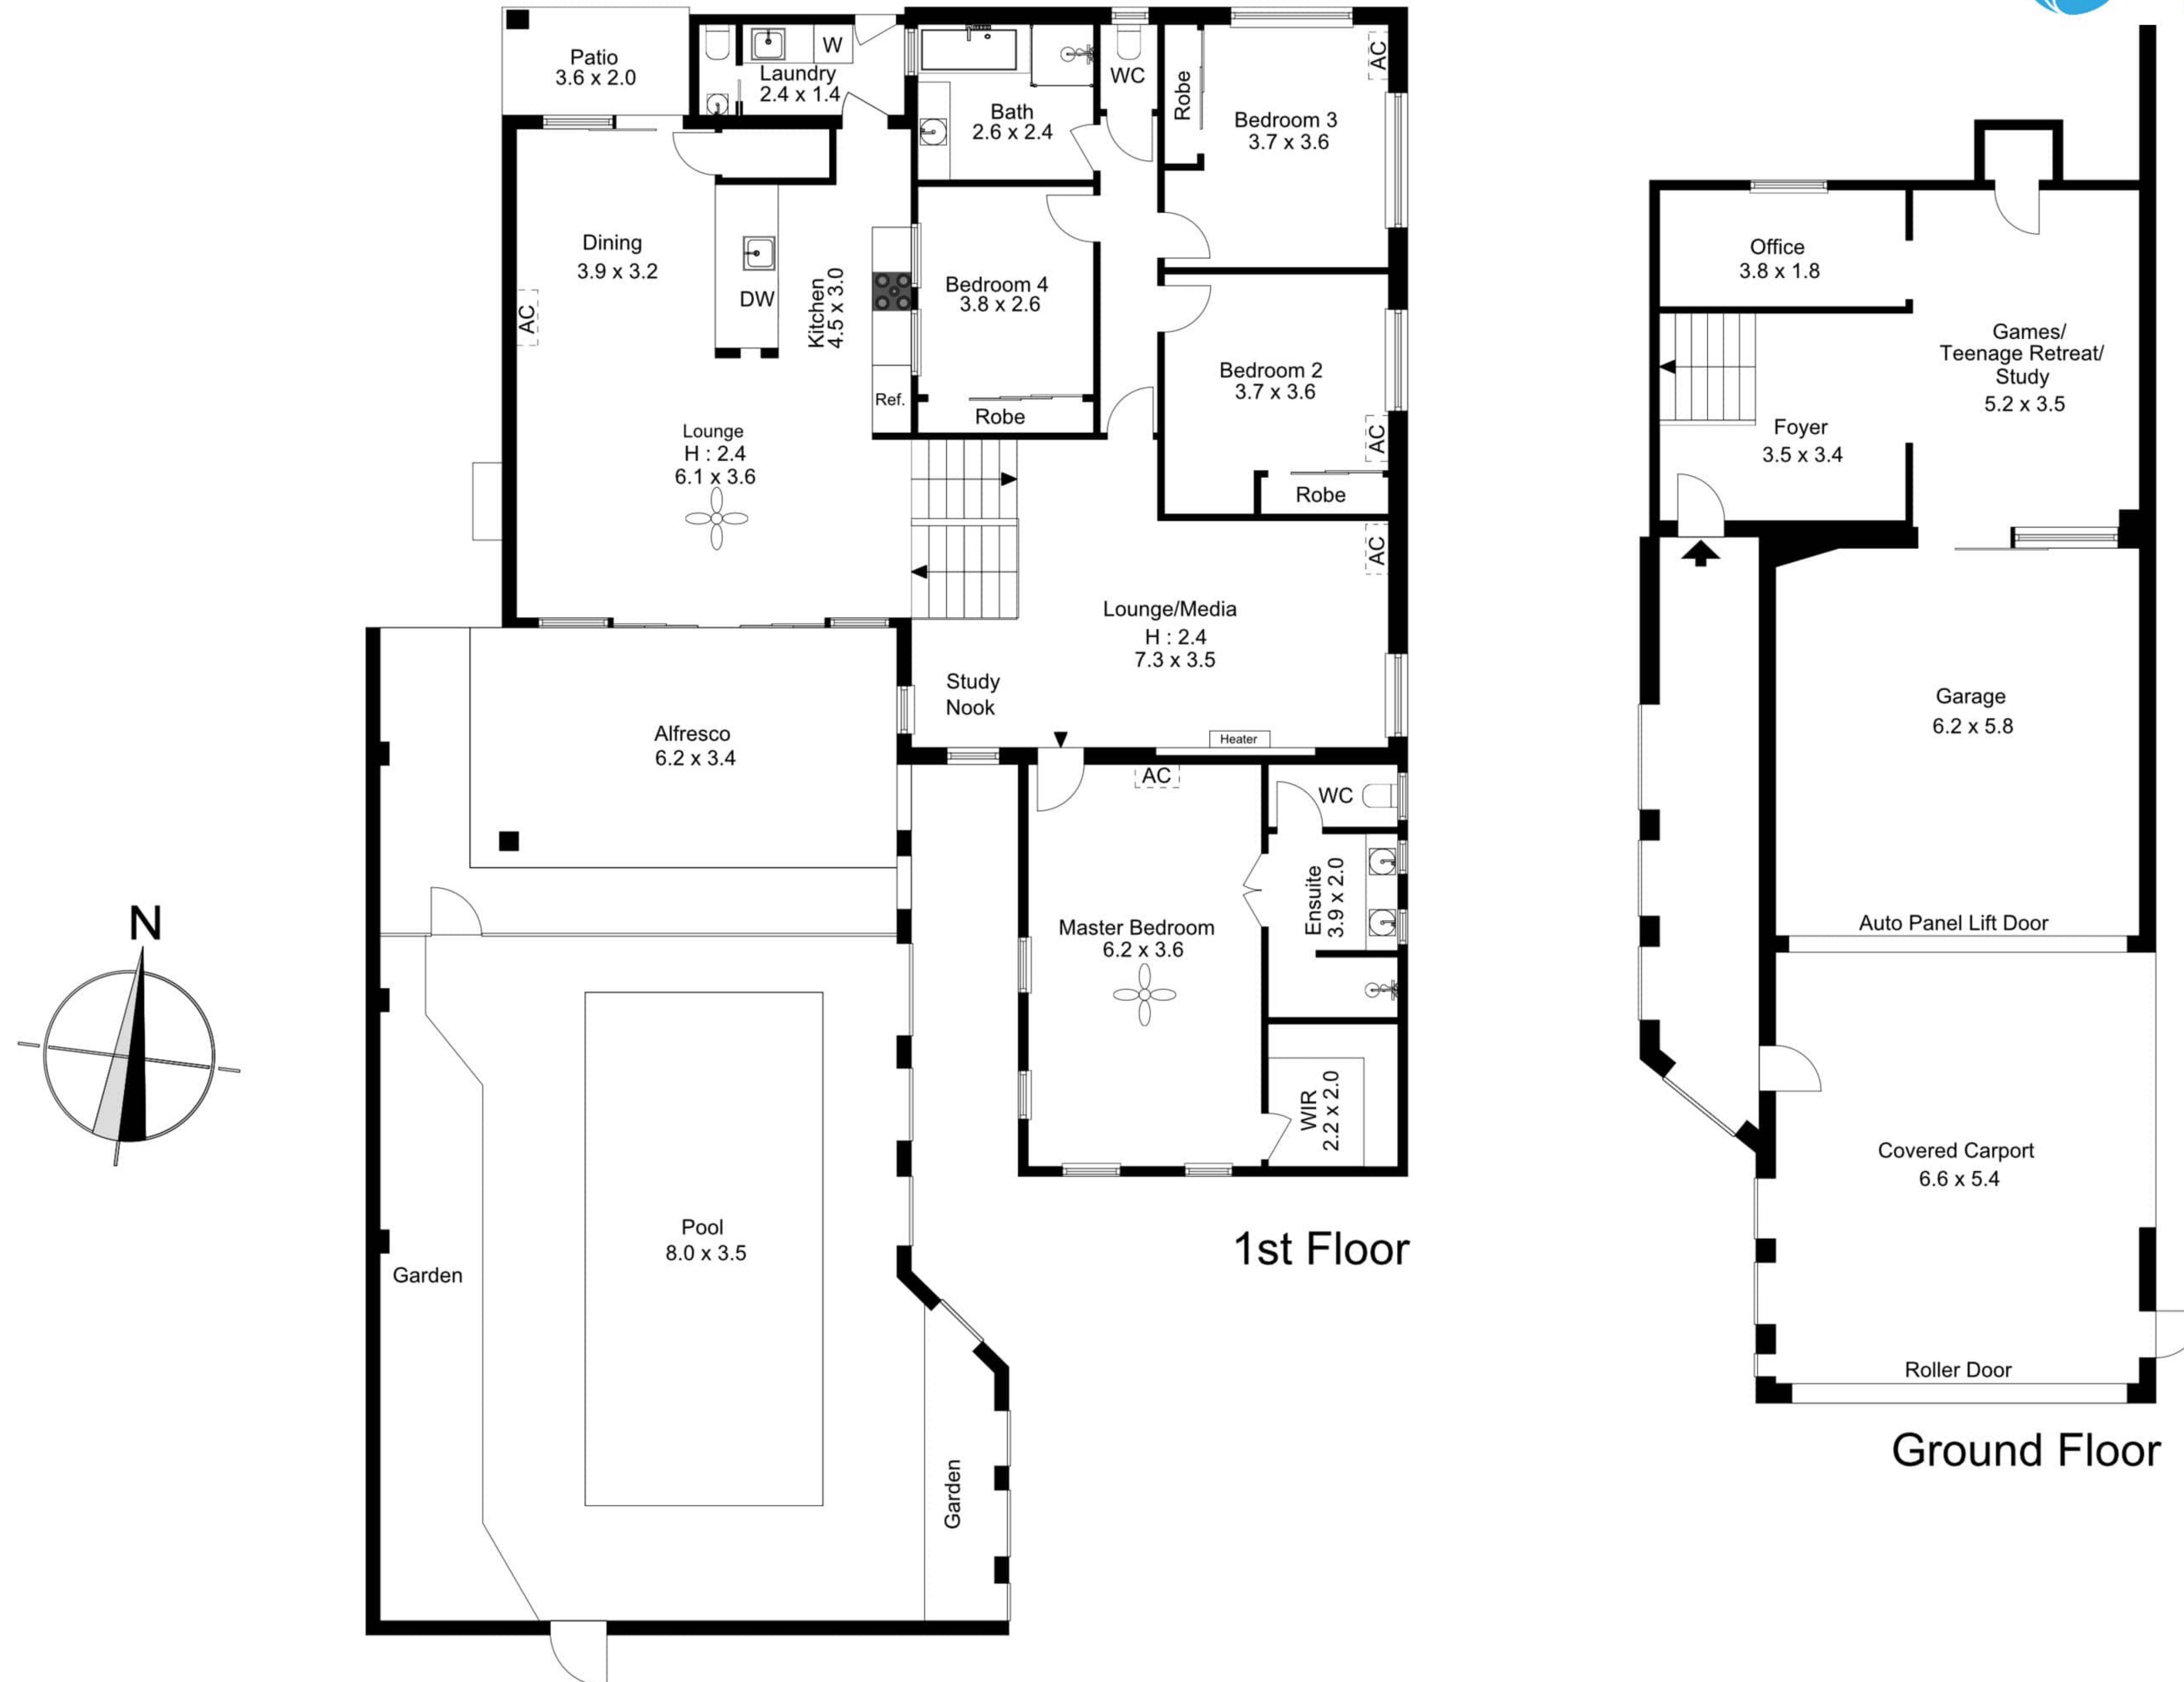 Patio
3.6 x 2.0
W
Laundry
2.4 x 1.4
Bath
2.6 x 2.4
WC
Robe
Bedroom 3
3.7 x 3.6
AC
Dining
3.9 x 3.2
AC
DW
Kitchen
4.5 x 3.0
Ref.
Bedroom 4
3.8 x 2.6
Robe
Bedroom 2
3.7 x 3.6
AC
Robe
Lounge
H : 2.4
6.1 x 3.6
AC
Lounge/Media
H : 2.4
7.3 x 3.5
Study
Nook
Heater
Alfresco
6.2 x 3.4
AC
WC
Ensuite
3.9 x 2.0
Master Bedroom
6.2 x 3.6
WIR
2.2 x 2.0
N
Pool
8.0 x 3.5
Garden
Garden
1st Floor
Office
3.8 x 1.8
Games/
Teenage Retreat/
Study
5.2 x 3.5
Foyer
3.5 x 3.4
Garage
6.2 x 5.8
Auto Panel Lift Door
Covered Carport
6.6 x 5.4
Roller Door
Ground Floor